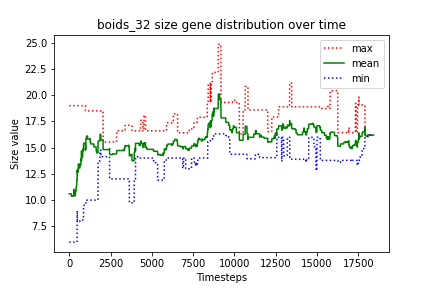 boids_32 size gene distribution over time
max
mean
min
25.0
22.5
20.0
17.5
15.0
12.5
10.0
7.5
Size value
0 2500 5000 7500 10000 12500 15000 17500
Timesteps